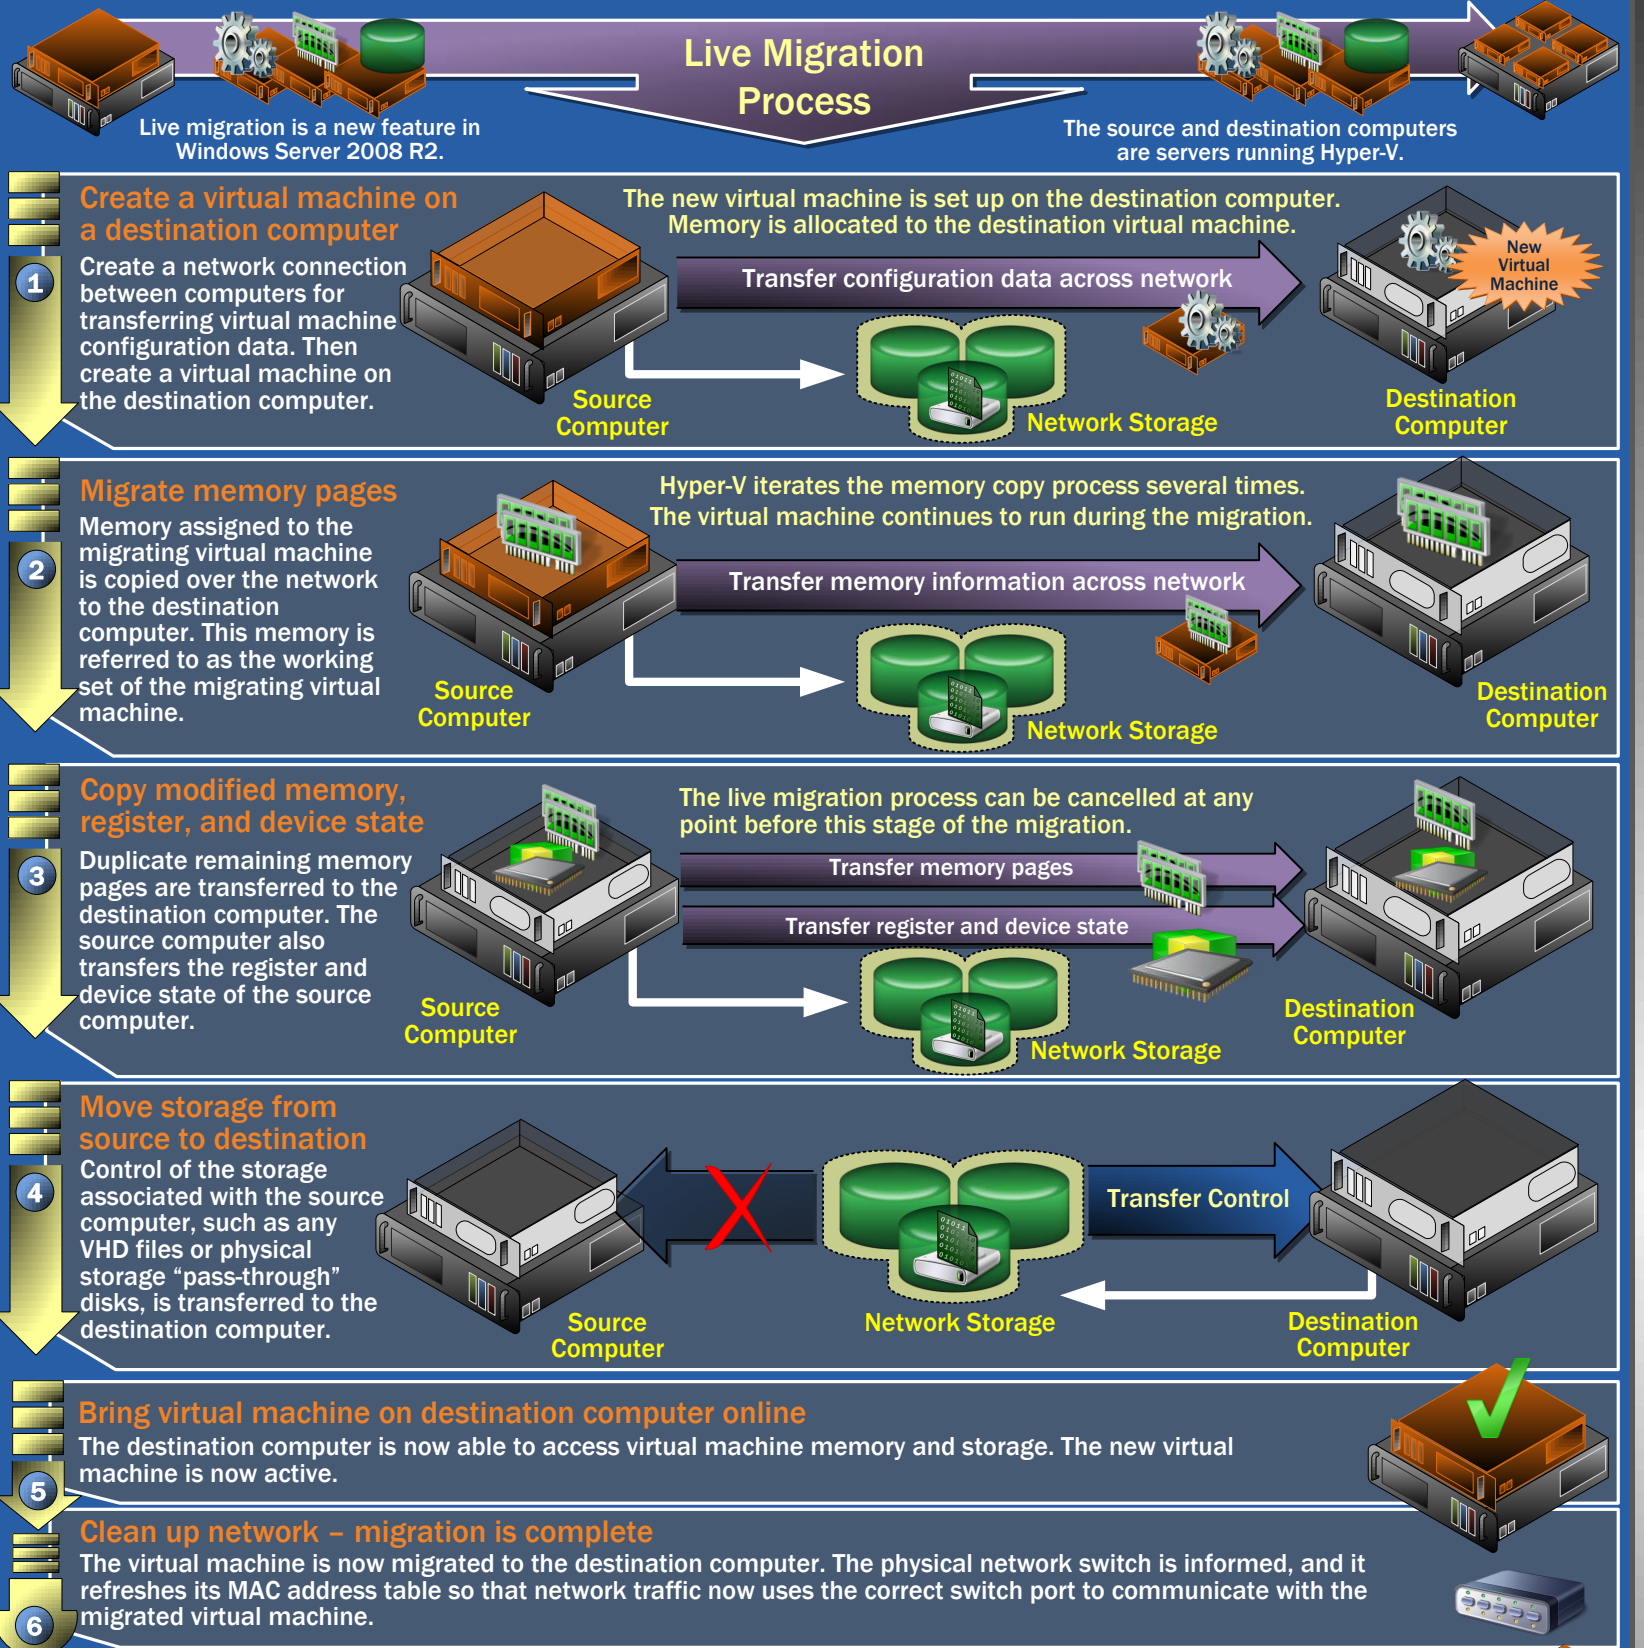 Live Migration
Process
Live migration is a new feature in
Windows Server 2008 R2.
The source and destination computers
are servers running Hyper-V.
1
Create a virtual machine on
a destination computer
Create a network connection
between computers for
transferring virtual machine
configuration data. Then
create a virtual machine on
the destination computer.
The new virtual machine is set up on the destination computer.
Memory is allocated to the destination virtual machine.
Transfer configuration data across network
New
Virtual
Machine
Source
Computer
Network Storage
Destination
Computer
2
Migrate memory pages
Memory assigned to the
migrating virtual machine
is copied over the network
to the destination
computer. This memory is
referred to as the working
set of the migrating virtual
machine.
Hyper-V iterates the memory copy process several times.
The virtual machine continues to run during the migration.
Transfer memory information across network
Source
Computer
Network Storage
Destination
Computer
3
Copy modified memory,
register, and device state
Duplicate remaining memory
pages are transferred to the
destination computer. The
source computer also
transfers the register and
device state of the source
computer.
The live migration process can be cancelled at any
point before this stage of the migration.
Transfer memory pages
Transfer register and device state
Source
Computer
Network Storage
Destination
Computer
4
Move storage from
source to destination
Control of the storage
associated with the source
computer, such as any
VHD files or physical
storage “pass-through”
disks, is transferred to the
destination computer.
Transfer Control
Source
Computer
Network Storage
Destination
Computer
5
Bring virtual machine on destination computer online
The destination computer is now able to access virtual machine memory and storage. The new virtual
machine is now active.
6
Clean up network – migration is complete
The virtual machine is now migrated to the destination computer. The physical network switch is informed, and it
refreshes its MAC address table so that network traffic now uses the correct switch port to communicate with the
migrated virtual machine.